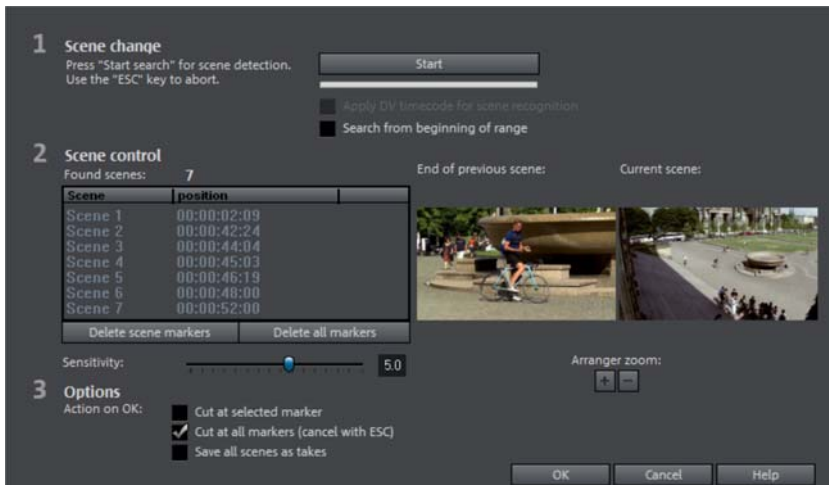 1 Scene change
Press "Start search" for scene detection.
Use the "ESC" key to abort.
Start
Apply DV timecode for scene recognition
Search from beginning of range
2 Scene control
Found scenes: 7
Scene position
Scene 1 00:00:02:09
Scene 2 00:00:42:24
Scene 3 00:00:44:04
Scene 4 00:00:45:03
Scene 5 00:00:46:19
Scene 6 00:00:48:00
Scene 7 00:00:52:00
Delete scene markers Delete all markers
End of previous scene: Current scene:
Sensitivity: 5.0
Arranger zoom:
+ −
3 Options
Action on OK:
Cut at selected marker
Cut at all markers (cancel with ESC)
Save all scenes as takes
OK Cancel Help